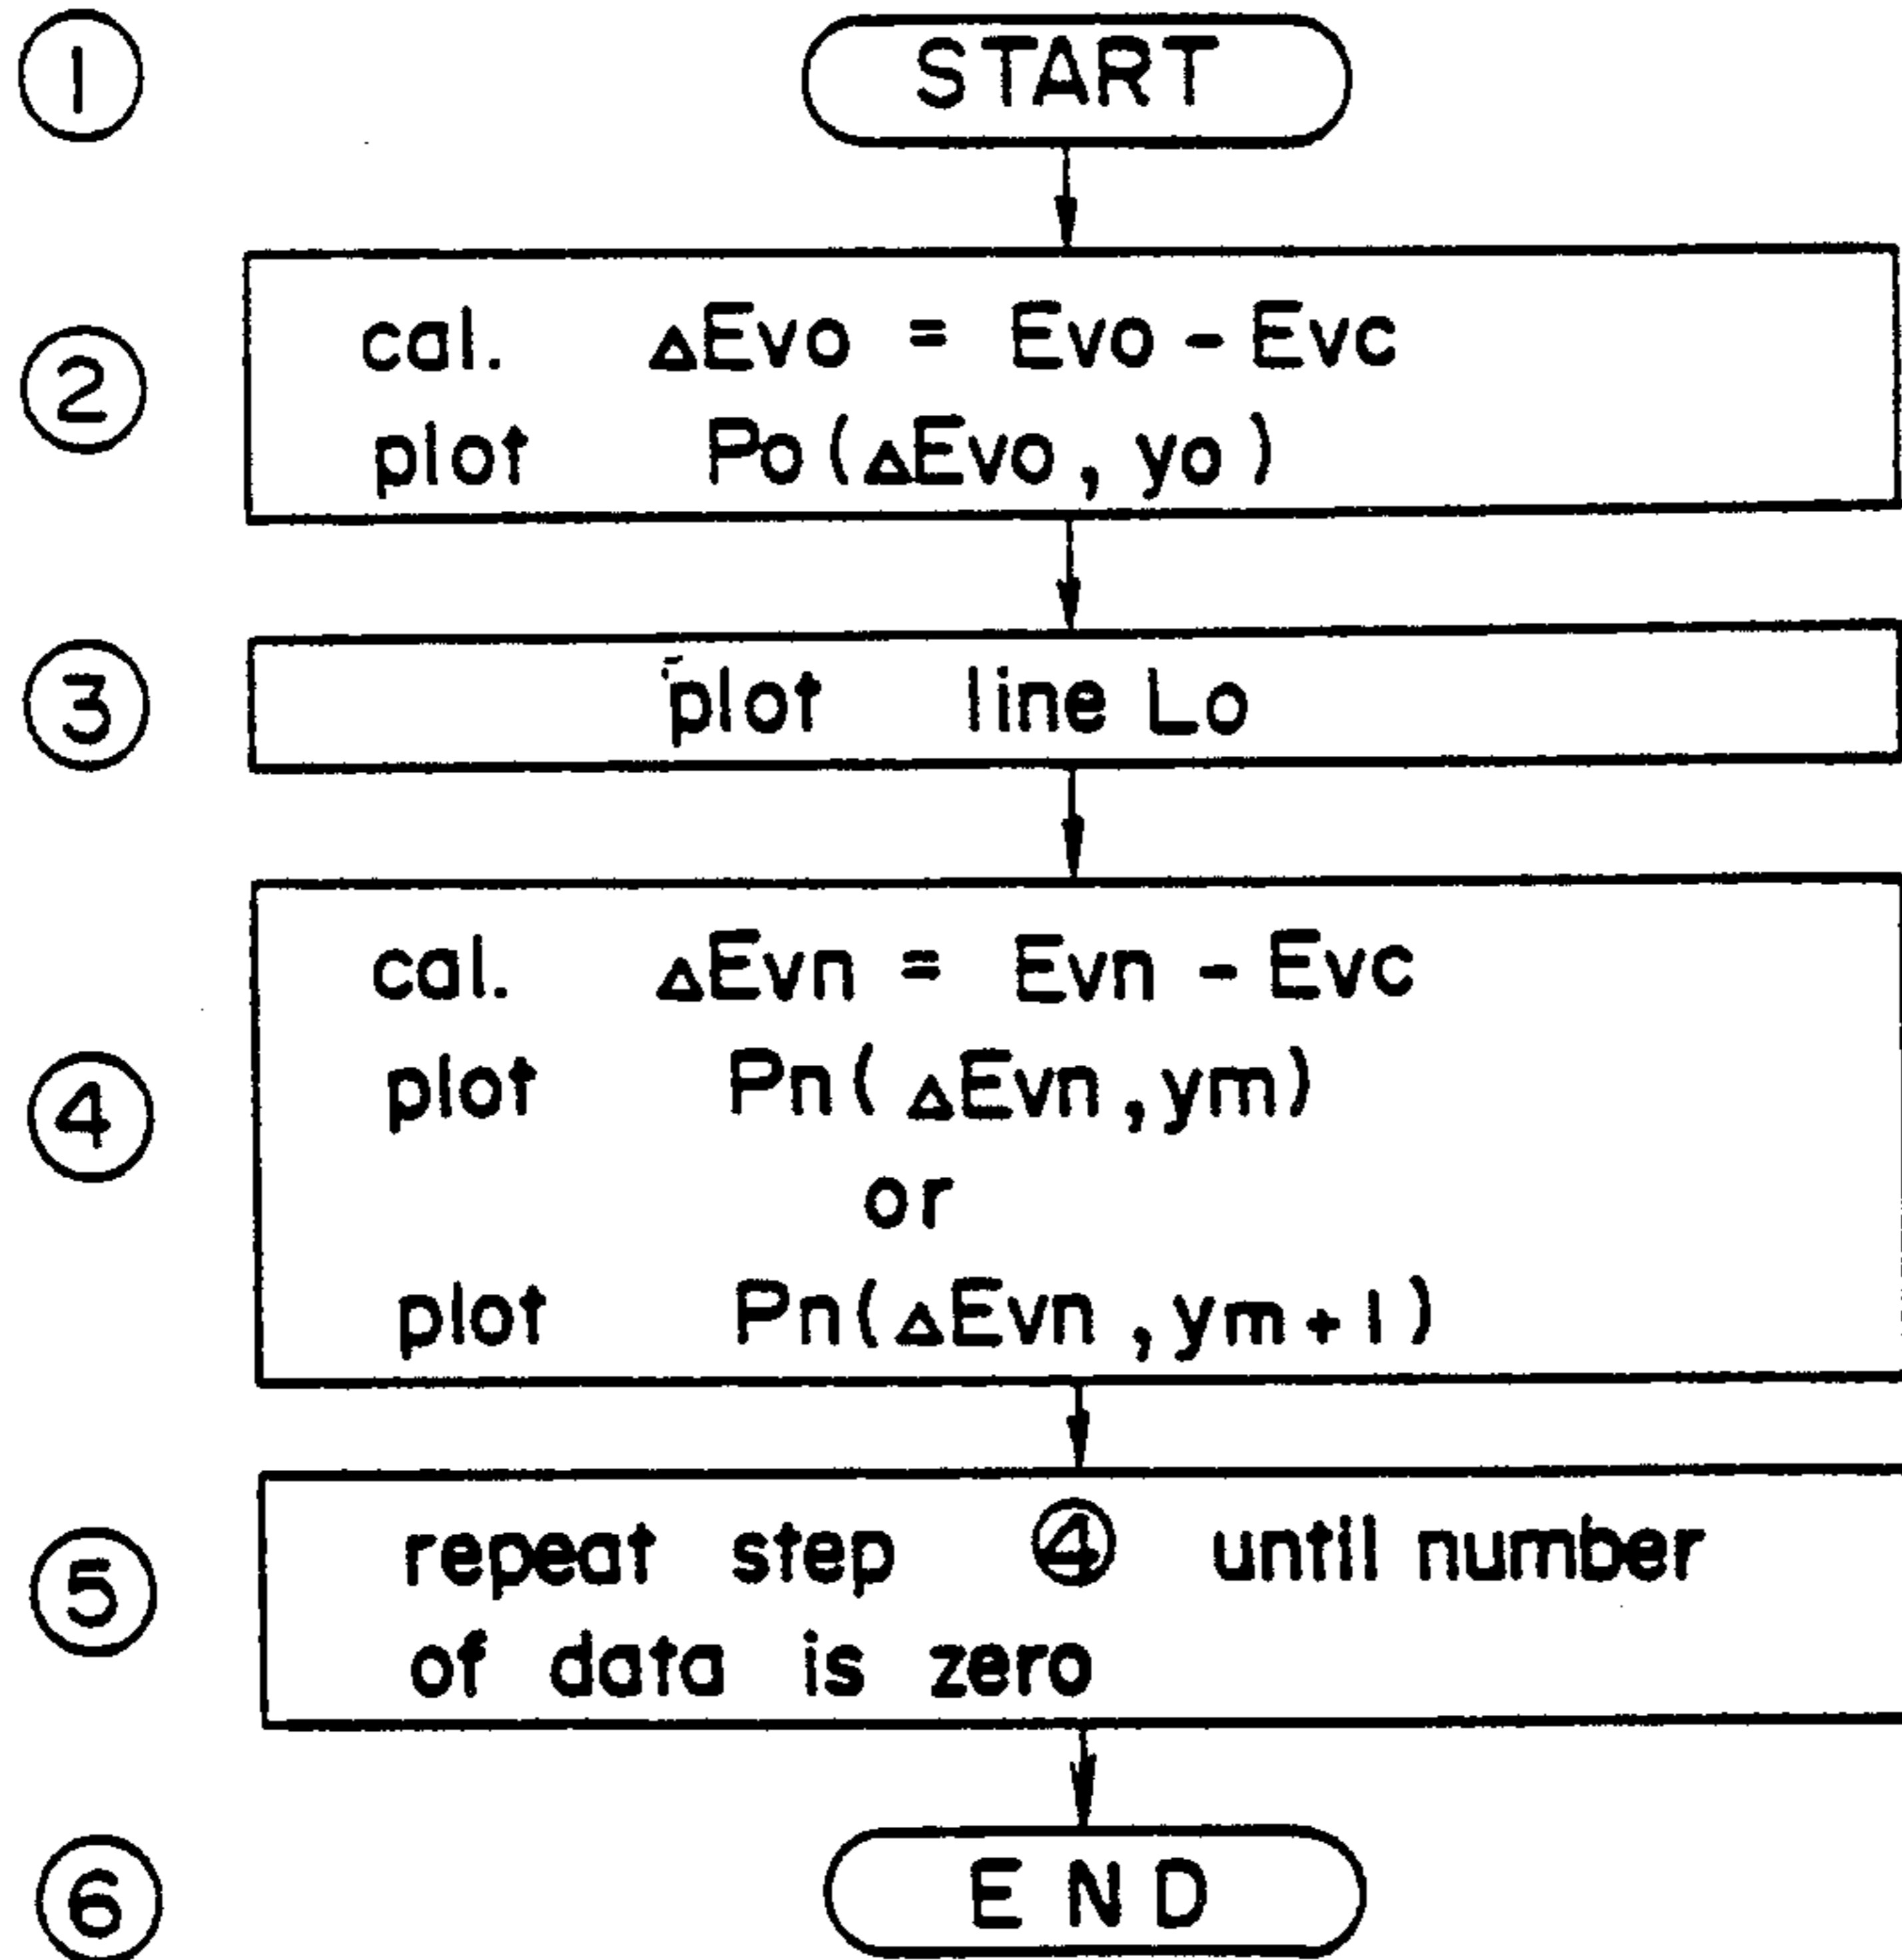 ① START
② cal. ΔEvo = Evo - Evc
plot Po(ΔEvo, yo)
③ plot line Lo
④ cal. ΔEvn = Evn - Evc
plot Pn(ΔEvn, ym)
or
plot Pn(ΔEvn, ym+1)
⑤ repeat step ④ until number
of data is zero
⑥ END